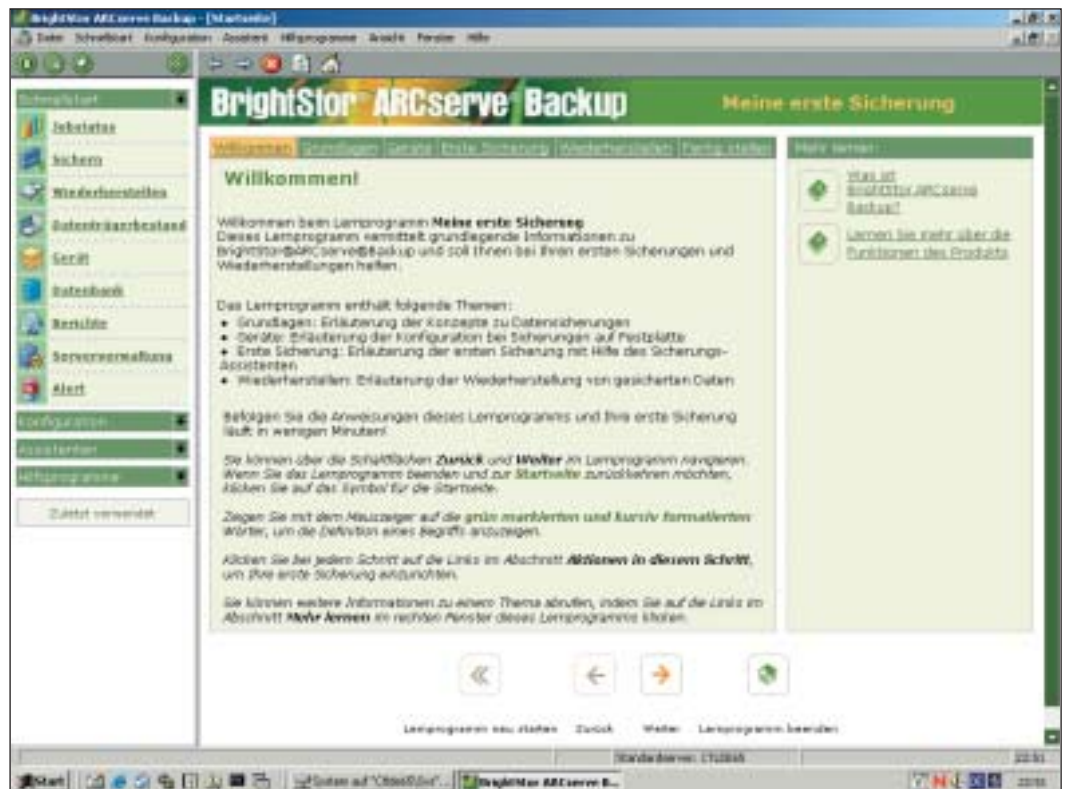 BrightStor ARCserve Backup - [Startseite]
Datei Schnellstart Konfiguration Assistent Hilfsprogramme Ansicht Fenster Hilfe
BrightStor ARCserve Backup
Meine erste Sicherung
Schnellstart
Jobstatus
Sichern
Wiederherstellen
Datenträgerbestand
Gerät
Datenbank
Berichte
Serververwaltung
Alert
Konfiguration
Assistenten
Hilfsprogramme
Zuletzt verwendet
Willkommen Grundlagen Geräte Erste Sicherung Wiederherstellen Fertig stellen
Willkommen!
Willkommen beim Lernprogramm Meine erste Sicherung
Dieses Lernprogramm vermittelt grundlegende Informationen zu
BrightStor®ARCserve®Backup und soll Ihnen bei Ihren ersten Sicherungen und
Wiederherstellungen helfen.
Das Lernprogramm enthält folgende Themen:
• Grundlagen: Erläuterung der Konzepte zu Datensicherungen
• Geräte: Erläuterung der Konfiguration bei Sicherungen auf Festplatte
• Erste Sicherung: Erläuterung der ersten Sicherung mit Hilfe des Sicherungs-
Assistenten
• Wiederherstellen: Erläuterung der Wiederherstellung von gesicherten Daten
Befolgen Sie die Anweisungen dieses Lernprogramms und Ihre erste Sicherung
läuft in wenigen Minuten!
Sie können über die Schaltflächen Zurück und Weiter im Lernprogramm navigieren.
Wenn Sie das Lernprogramm beenden und zur Startseite zurückkehren möchten,
klicken Sie auf das Symbol für die Startseite.
Zeigen Sie mit dem Mauszeiger auf die grün markierten und kursiv formatierten
Wörter, um die Definition eines Begriffs anzuzeigen.
Klicken Sie bei jedem Schritt auf die Links im Abschnitt Aktionen in diesem Schritt,
um Ihre erste Sicherung einzurichten.
Sie können weitere Informationen zu einem Thema abrufen, indem Sie auf die Links im
Abschnitt Mehr lernen im rechten Fenster dieses Lernprogramms klicken.
Mehr lernen:
Was ist
BrightStor ARCserve
Backup?
Lernen Sie mehr über die
Funktionen des Produkts
Lernprogramm neu starten Zurück Weiter Lernprogramm beenden
Standardserver:
22:51
Start
System auf
BrightStor ARCserve B...
22:51